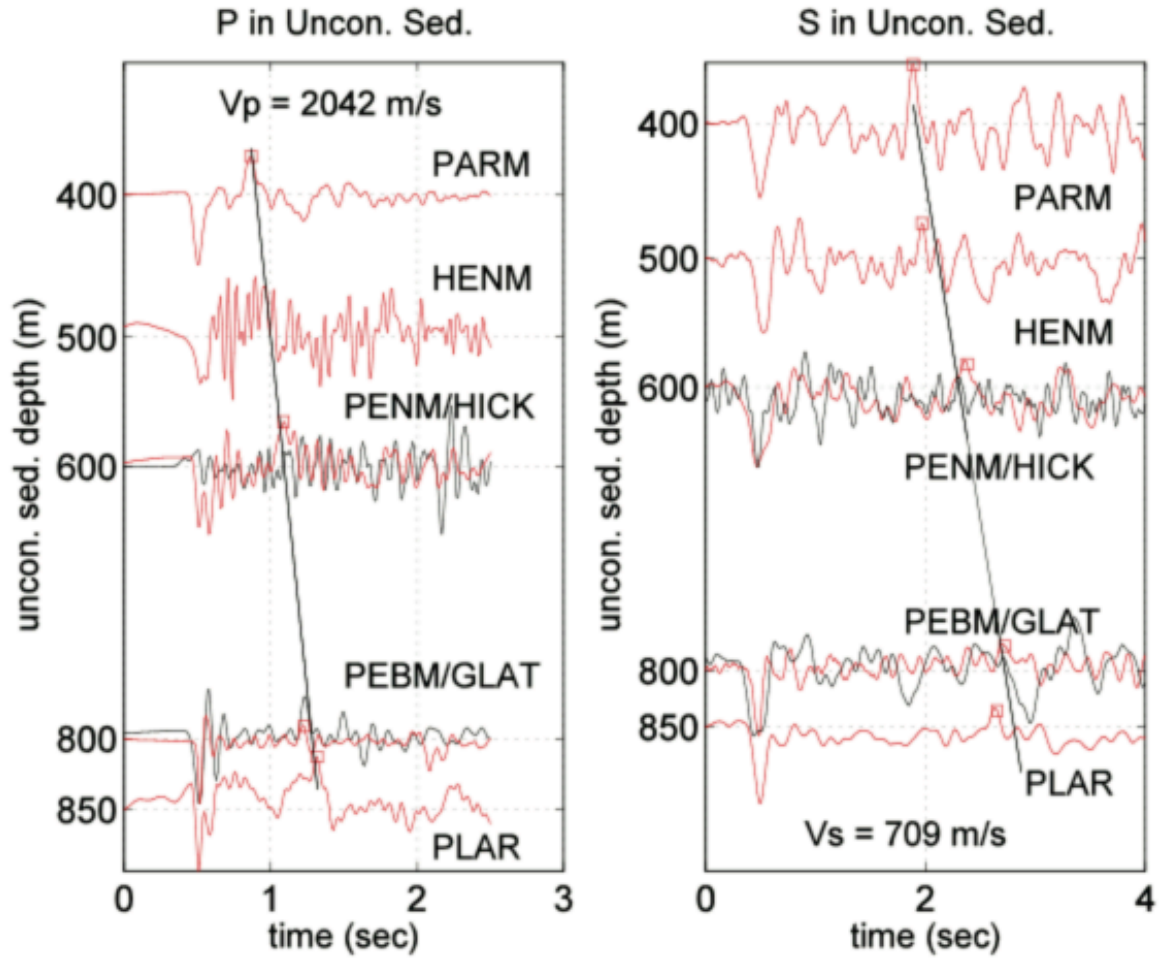 P in Uncon. Sed.
Vp = 2042 m/s
PARM
HENM
PENM/HICK
PEBM/GLAT
PLAR
400
500
600
800
850
uncon. sed. depth (m)
0 1 2 3
time (sec)
S in Uncon. Sed.
PARM
HENM
PENM/HICK
PEBM/GLAT
PLAR
Vs = 709 m/s
400
500
600
800
850
uncon. sed. depth (m)
0 2 4
time (sec)